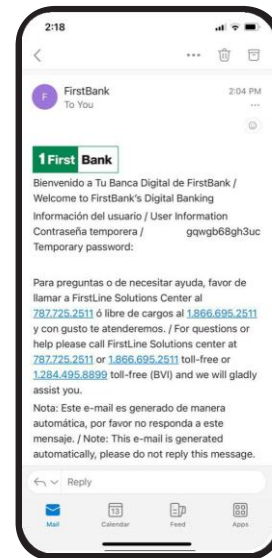 2:18
FirstBank
2:04 PM
To You
F
1 First Bank
Bienvenido a Tu Banca Digital de FirstBank /
Welcome to FirstBank's Digital Banking
Información del usuario / User Information
Contraseña temporera / gqwgb68gh3uc
Temporary password:
Para preguntas o de necesitar ayuda, favor de
llamar a FirstLine Solutions Center al
787.725.2511 ó libre de cargos al 1.866.695.2511
y con gusto te atenderemos. / For questions or
help please call FirstLine Solutions center at
787.725.2511 or 1.866.695.2511 toll-free or
1.284.495.8899 toll-free (BVI) and we will gladly
assist you.
Nota: Este e-mail es generado de manera
automática, por favor no responda a este
mensaje. / Note: This e-mail is generated
automatically, please do not reply this message.
Reply
13
Mail Calendar Feed Apps